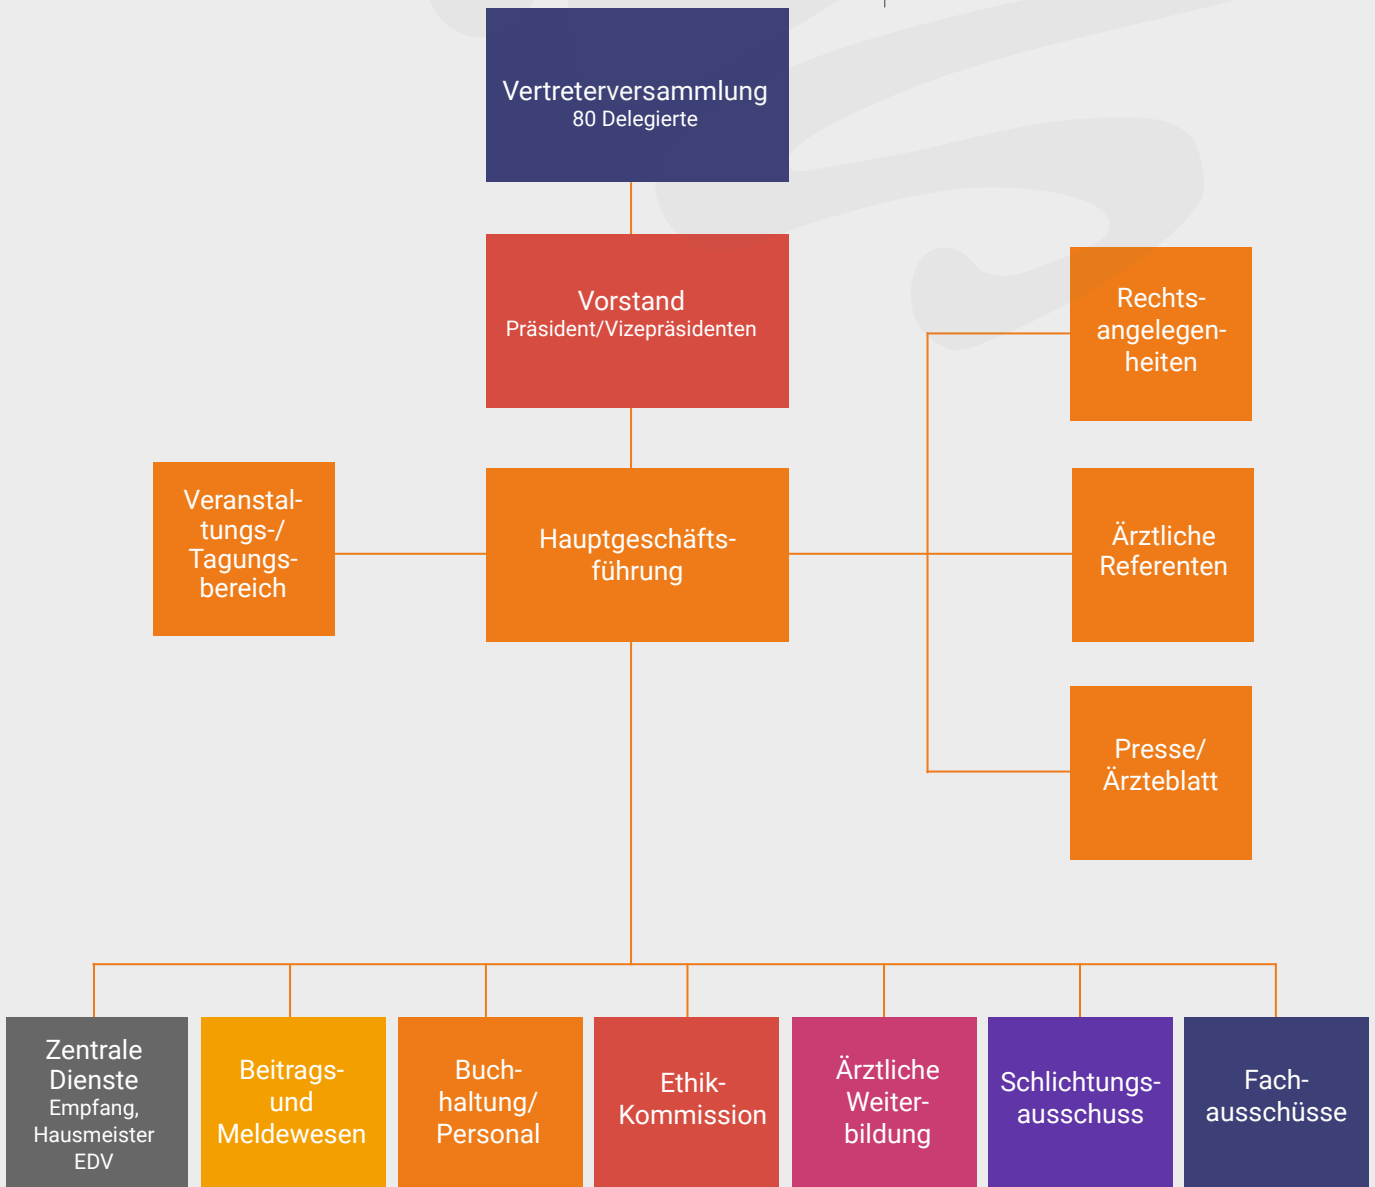 Vertreterversammlung
80 Delegierte
Vorstand
Präsident/Vizepräsidenten
Rechts-
angelegen-
heiten
Veranstal-
tungs-/
Tagungs-
bereich
Hauptgeschäfts-
führung
Ärztliche
Referenten
Presse/
Ärzteblatt
Zentrale
Dienste
Empfang,
Hausmeister
EDV
Beitrags-
und
Meldewesen
Buch-
haltung/
Personal
Ethik-
Kommission
Ärztliche
Weiter-
bildung
Schlichtungs-
ausschuss
Fach-
ausschüsse